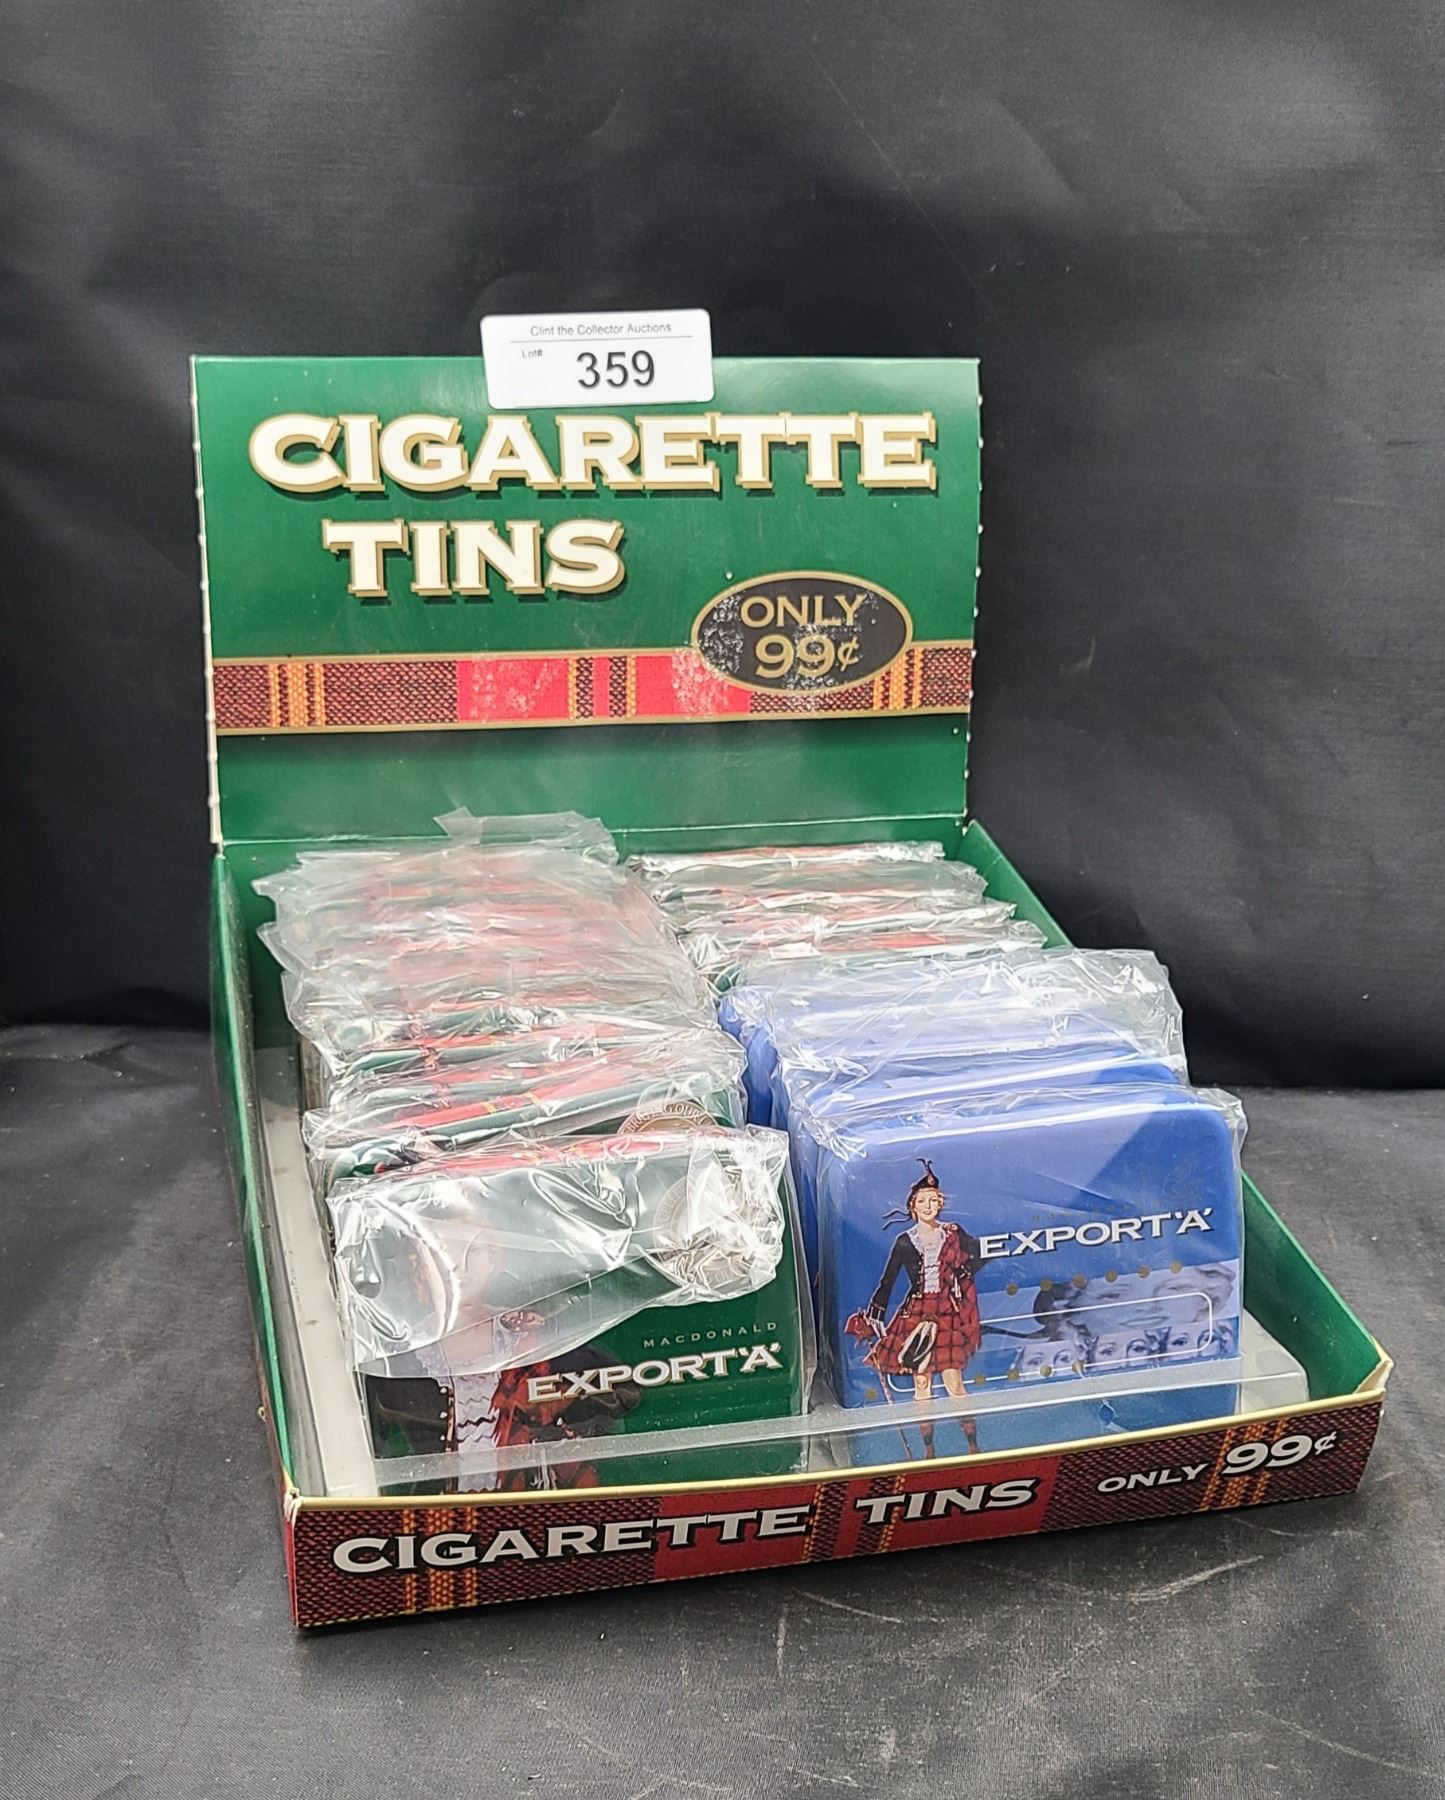 Clint the Collector Auctions
Lot# 359
CIGARETTE
TINS
ONLY
99¢
MACDONALD
EXPORT 'A'
EXPORT 'A'
CIGARETTE TINS ONLY 99¢